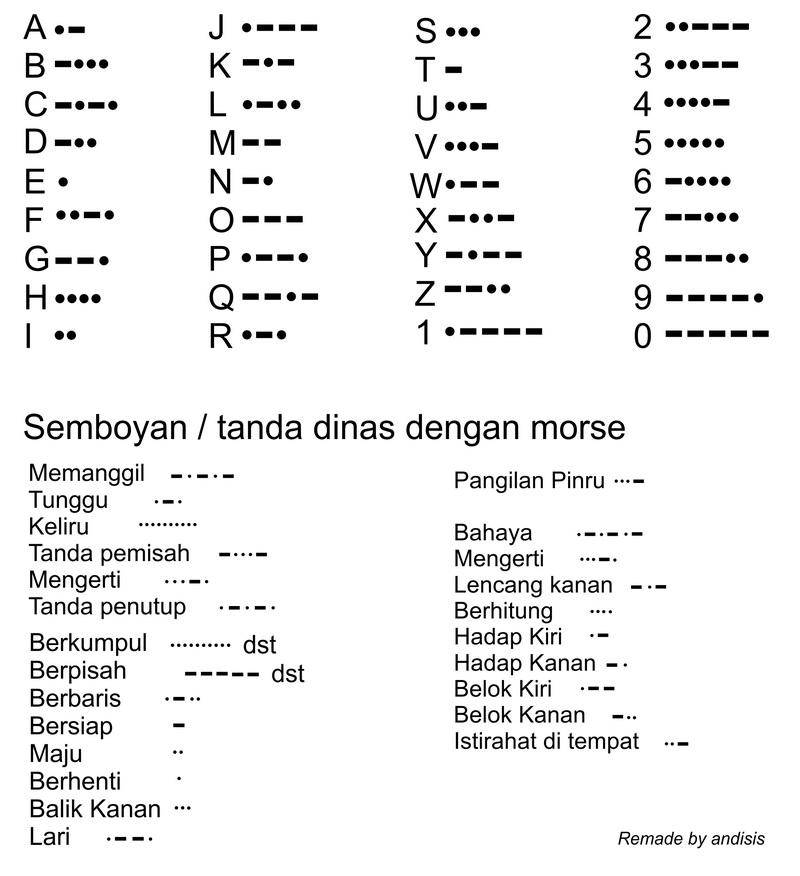 A •−
B −•••
C −•−•
D −••
E •
F ••−•
G −−•
H ••••
I ••
J •−−−
K −•−
L •−••
M −−
N −•
O −−−
P •−−•
Q −−•−
R •−•
S •••
T −
U ••−
V •••−
W •−−
X −••−
Y −•−−
Z −−••
1 •−−−−
2 ••−−−
3 •••−−
4 ••••−
5 •••••
6 −••••
7 −−•••
8 −−−••
9 −−−−•
0 −−−−−
Semboyan / tanda dinas dengan morse
Memanggil −·−·−
Tunggu ·−·
Keliru ··········
Tanda pemisah −···−
Mengerti ···−·
Tanda penutup ·−·−·
Berkumpul ·········· dst
Berpisah −−−−− dst
Berbaris ·−··
Bersiap −
Maju ··
Berhenti ·
Balik Kanan ···
Lari ·−−·
Pangilan Pinru ···−
Bahaya ·−·−·−
Mengerti ···−·
Lencang kanan −·−
Berhitung ····
Hadap Kiri ·−
Hadap Kanan −·
Belok Kiri ·−−
Belok Kanan −··
Istirahat di tempat ··−
Remade by andisis